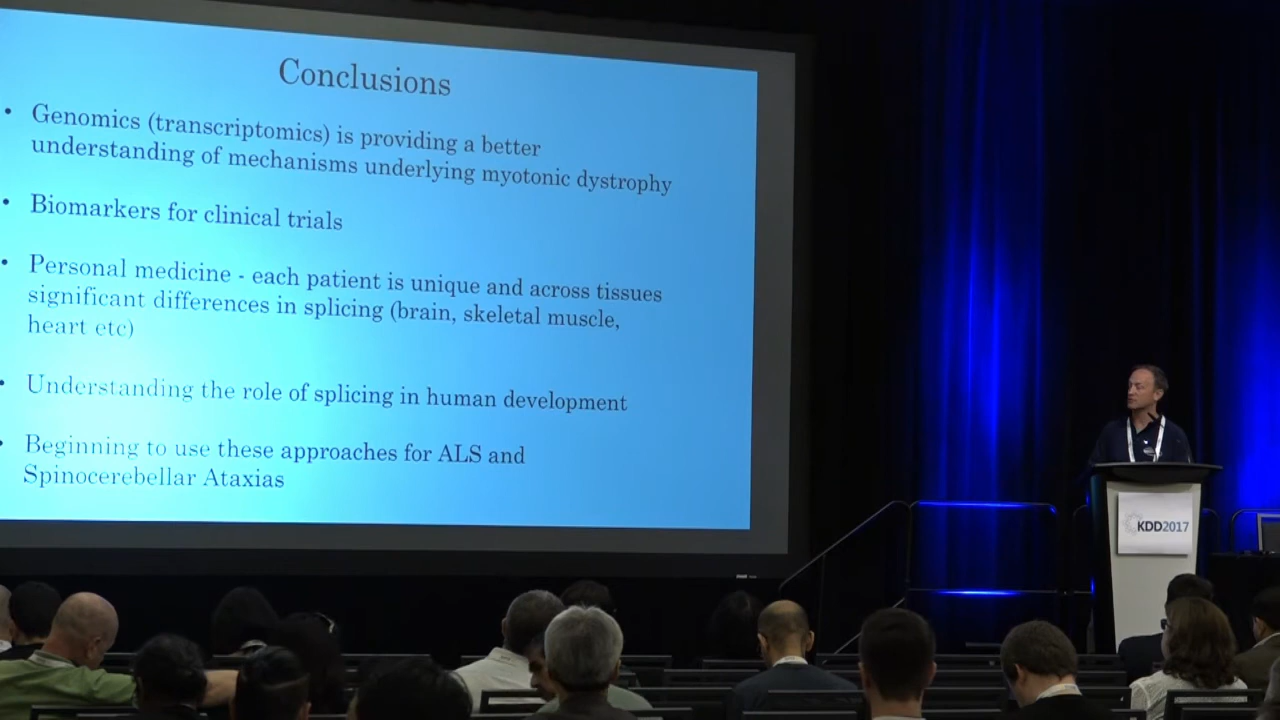 Conclusions
• Genomics (transcriptomics) is providing a better
understanding of mechanisms underlying myotonic dystrophy
• Biomarkers for clinical trials
• Personal medicine - each patient is unique and across tissues
significant differences in splicing (brain, skeletal muscle,
heart etc)
• Understanding the role of splicing in human development
• Beginning to use these approaches for ALS and
Spinocerebellar Ataxias
KDD2017